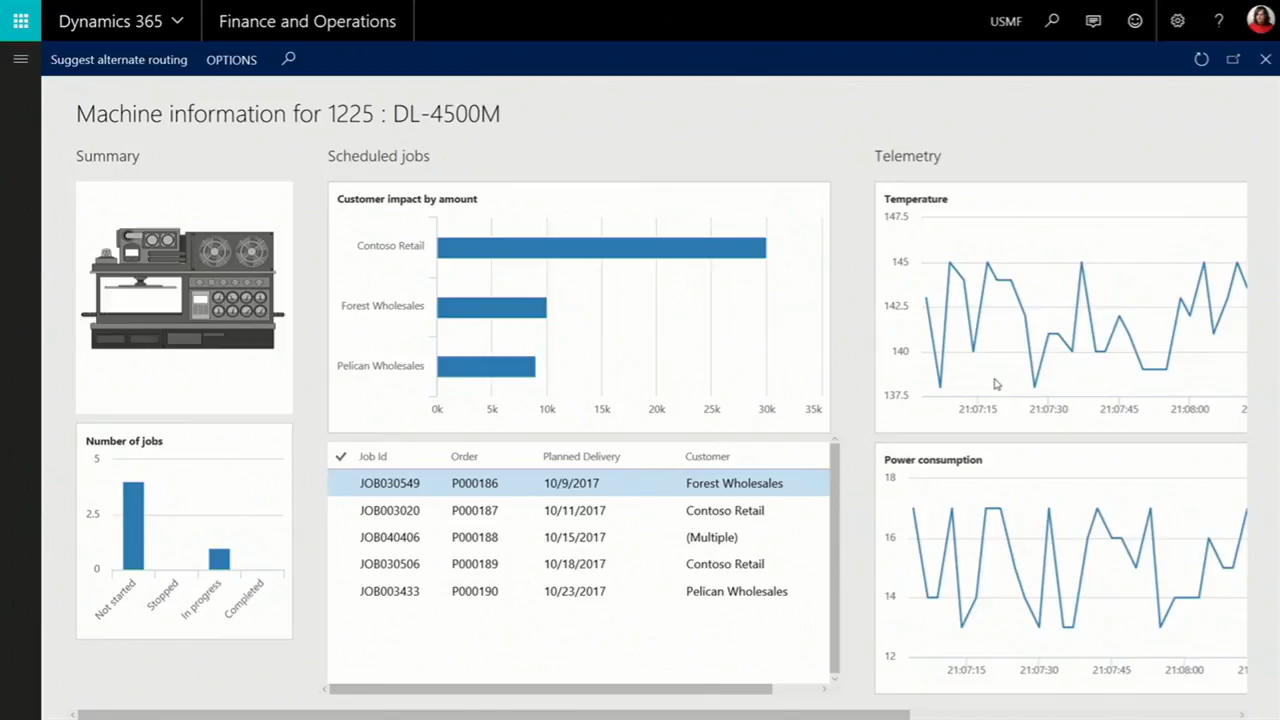 Dynamics 365
Finance and Operations
USMF
?
Suggest alternate routing
OPTIONS
Machine information for 1225 : DL-4500M
Summary
Scheduled jobs
Telemetry
Customer impact by amount
Contoso Retail
Forest Wholesales
Pelican Wholesales
0k 5k 10k 15k 20k 25k 30k 35k
Temperature
147.5
145
142.5
140
137.5
21:07:15 21:07:30 21:07:45 21:08:00 2
Number of jobs
5
2.5
0
Not started Stopped In progress Completed
Job Id Order Planned Delivery Customer
JOB030549 P000186 10/9/2017 Forest Wholesales
JOB003020 P000187 10/11/2017 Contoso Retail
JOB040406 P000188 10/15/2017 (Multiple)
JOB030506 P000189 10/18/2017 Contoso Retail
JOB003433 P000190 10/23/2017 Pelican Wholesales
Power consumption
18
16
14
12
21:07:15 21:07:30 21:07:45 21:08:00 21